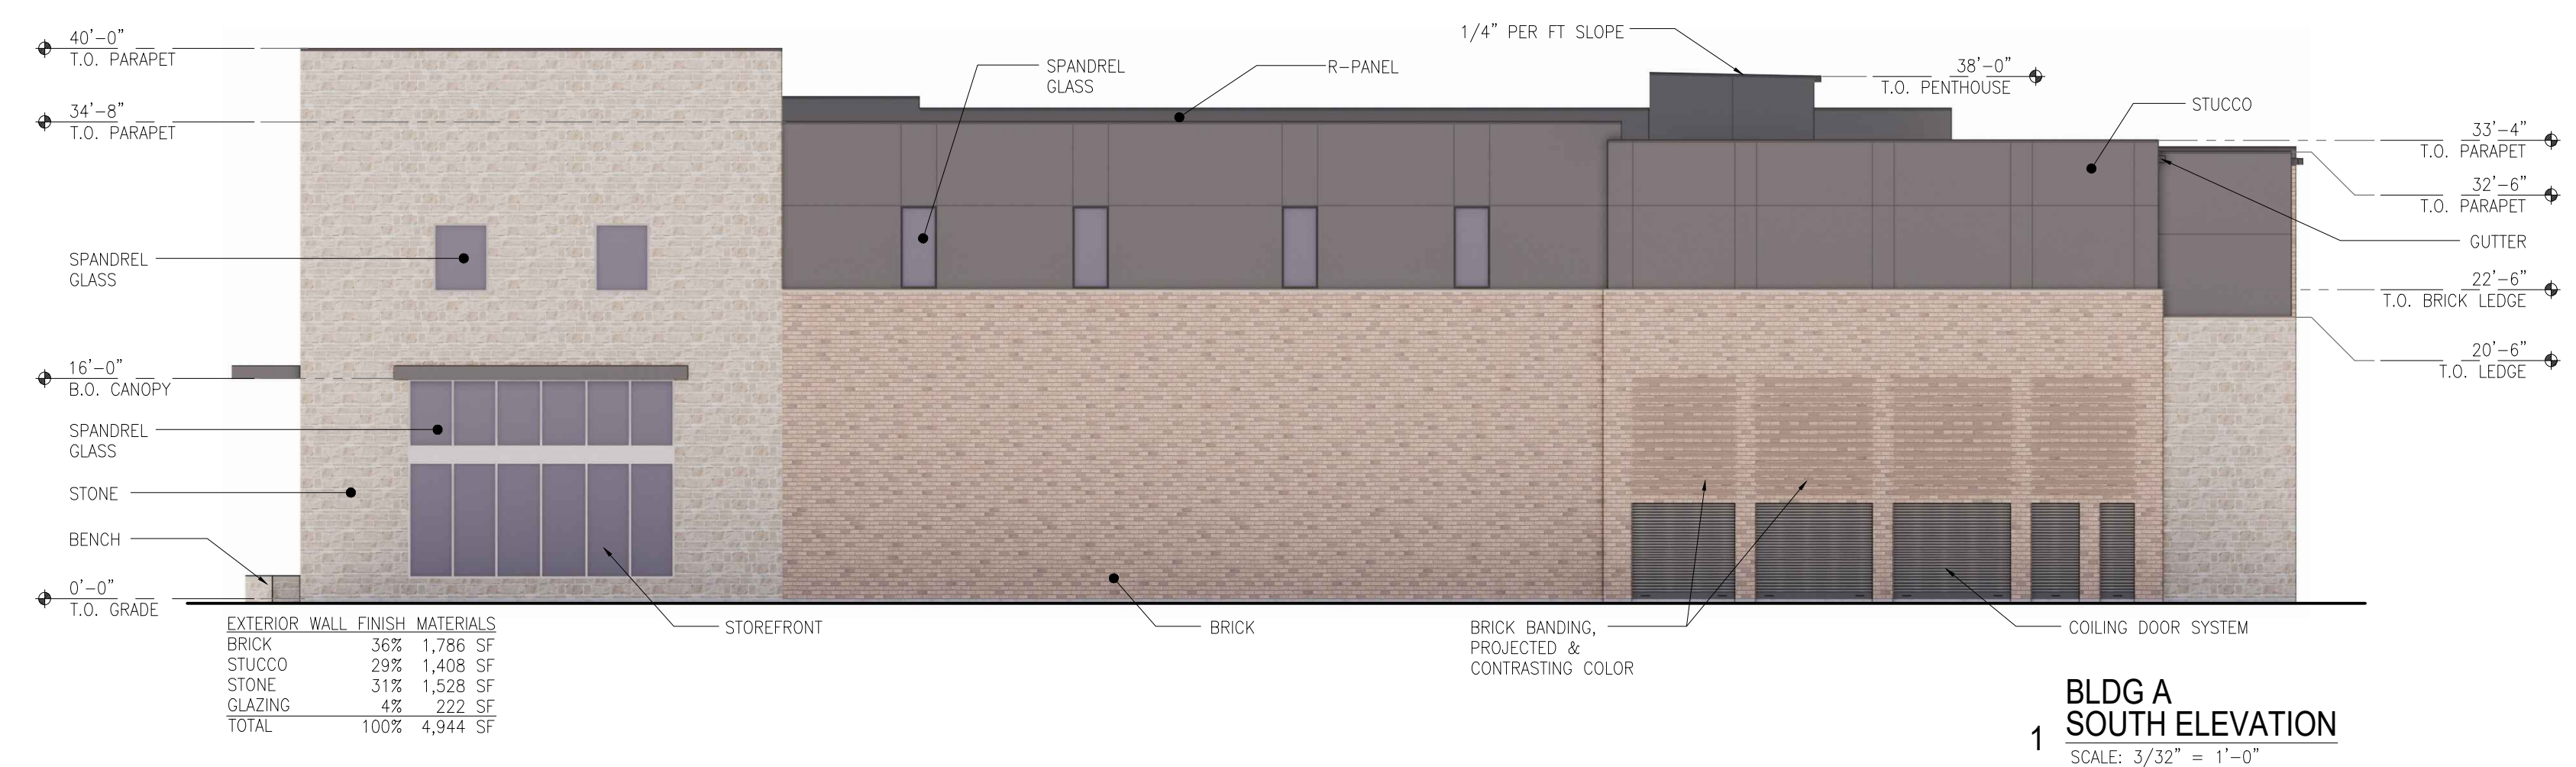 40'-0"
T.O. PARAPET
34'-8"
T.O. PARAPET
SPANDREL
GLASS
16'-0"
B.O. CANOPY
SPANDREL
GLASS
STONE
BENCH
0'-0"
T.O. GRADE
SPANDREL
GLASS
R-PANEL
1/4" PER FT SLOPE
38'-0"
T.O. PENTHOUSE
STUCCO
33'-4"
T.O. PARAPET
32'-6"
T.O. PARAPET
GUTTER
22'-6"
T.O. BRICK LEDGE
20'-6"
T.O. LEDGE
STOREFRONT
BRICK
BRICK BANDING,
PROJECTED &
CONTRASTING COLOR
COILING DOOR SYSTEM
EXTERIOR WALL FINISH MATERIALS
BRICK 36% 1,786 SF
STUCCO 29% 1,408 SF
STONE 31% 1,528 SF
GLAZING 4% 222 SF
TOTAL 100% 4,944 SF
1
BLDG A
SOUTH ELEVATION
SCALE: 3/32" = 1'-0"